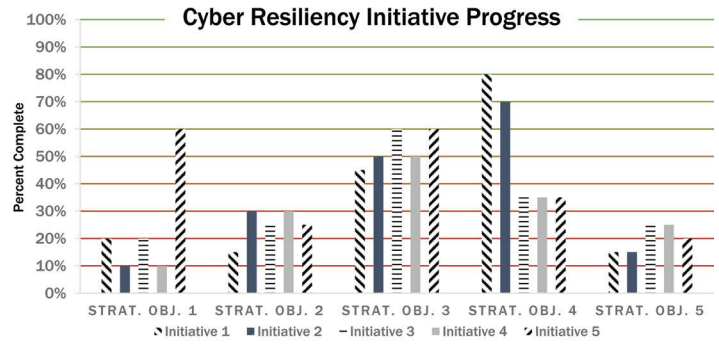 Cyber Resiliency Initiative Progress
100%
90%
80%
70%
60%
50%
40%
30%
20%
10%
0%
Percent Complete
STRAT. OBJ. 1 STRAT. OBJ. 2 STRAT. OBJ. 3 STRAT. OBJ. 4 STRAT. OBJ. 5
Initiative 1 Initiative 2 Initiative 3 Initiative 4 Initiative 5